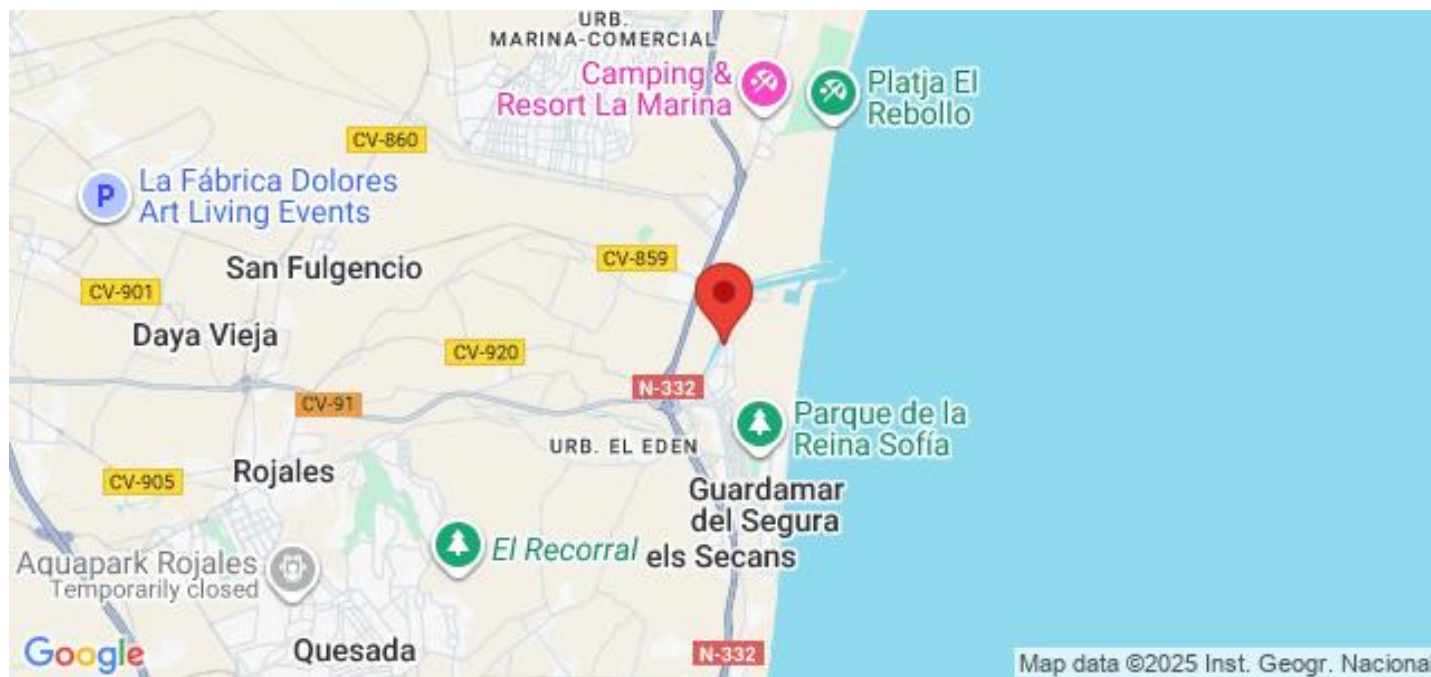 URB.
MARINA-COMERCIAL
Camping &
Resort La Marina
Platja El
Rebollo
CV-860
P
La Fábrica Dolores
Art Living Events
CV-859
San Fulgencio
CV-901
Daya Vieja
CV-920
N-332
CV-91
Parque de la
Reina Sofía
URB. EL EDEN
Rojales
CV-905
Guardamar
del Segura
El Recorral
els Secans
Aquapark Rojales
Temporarily closed
Quesada
N-332
Google
Map data ©2025 Inst. Geogr. Nacional